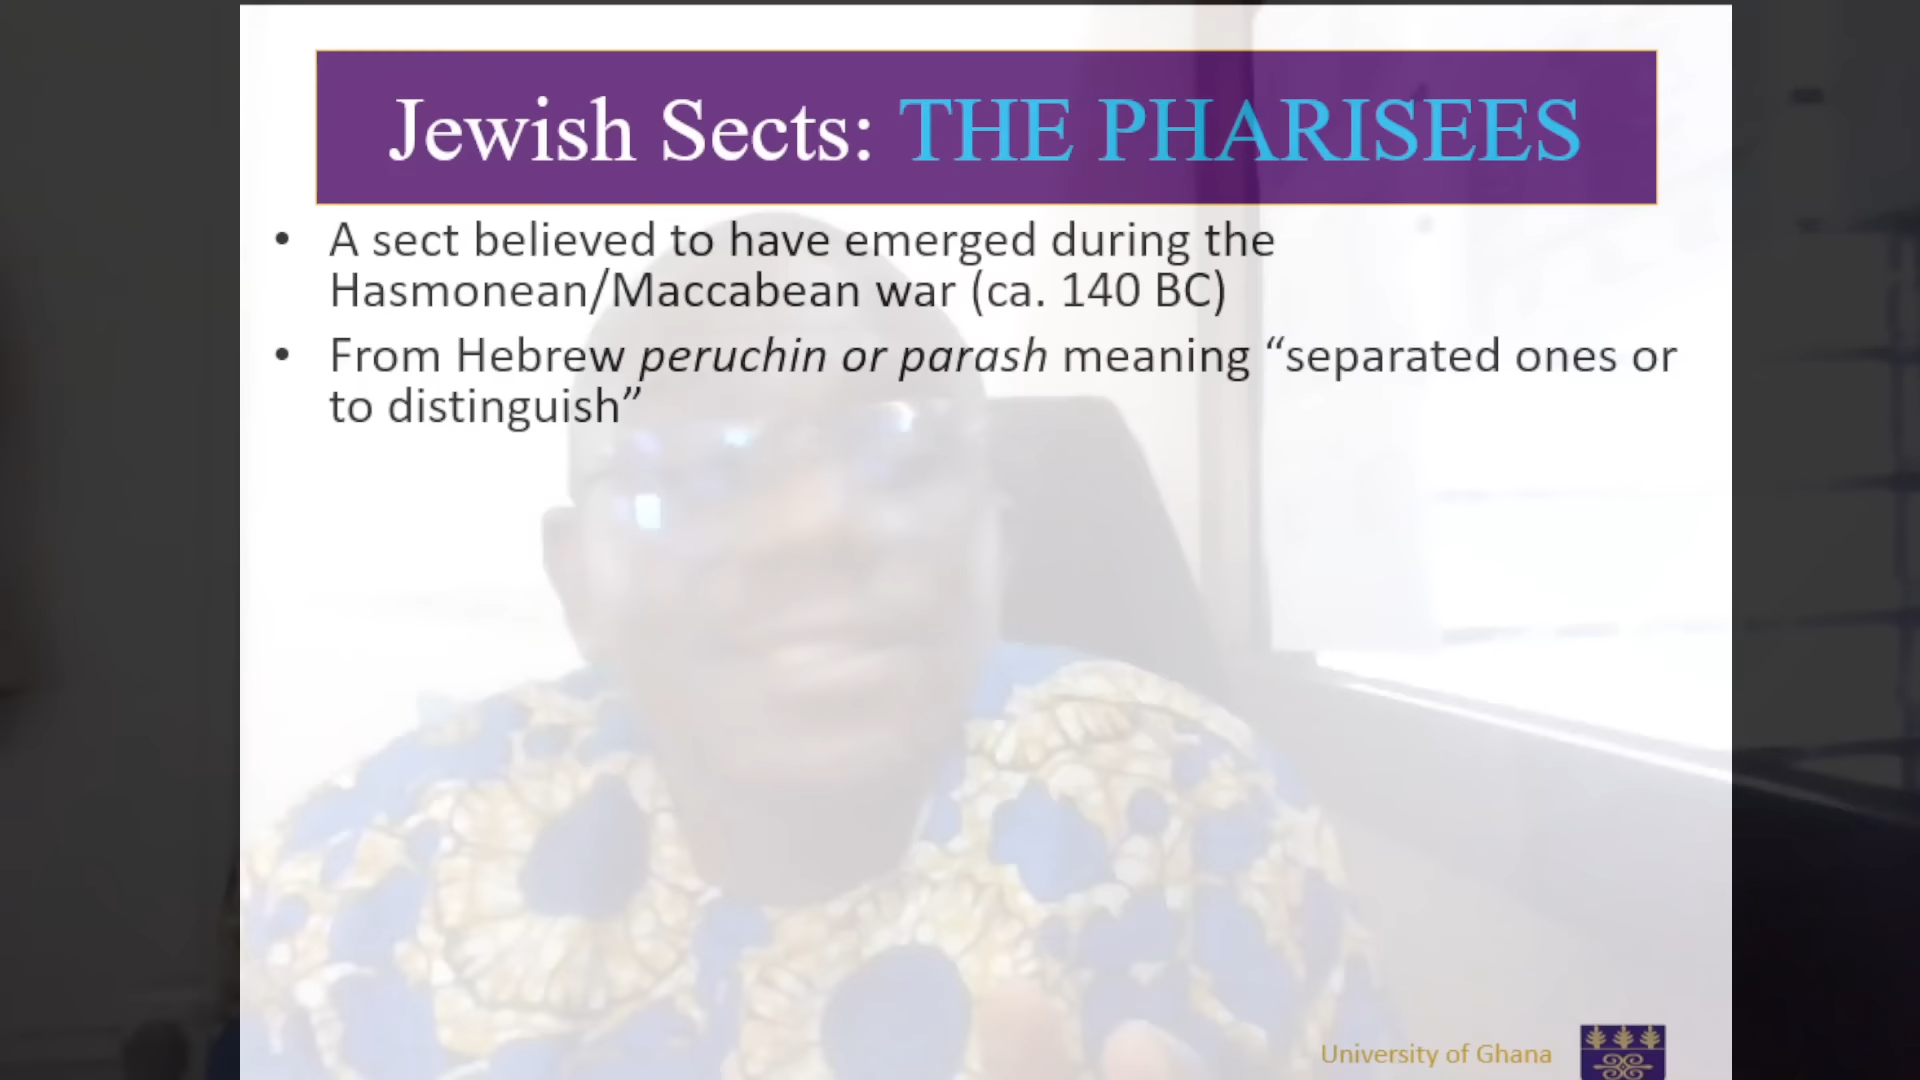 Jewish Sects: THE PHARISEES
• A sect believed to have emerged during the
Hasmonean/Maccabean war (ca. 140 BC)
• From Hebrew peruchin or parash meaning “separated ones or
to distinguish”
University of Ghana